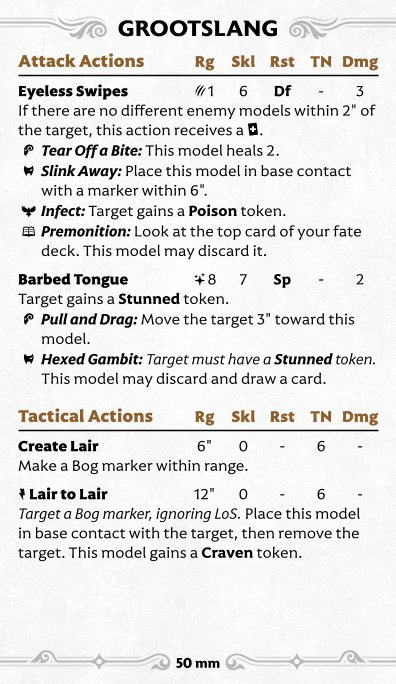 GROOTSLANG
Attack Actions Rg Skl Rst TN Dmg
Eyeless Swipes 1 6 Df - 3
If there are no different enemy models within 2" of
the target, this action receives a .
Tear Off a Bite: This model heals 2.
Slink Away: Place this model in base contact
with a marker within 6".
Infect: Target gains a Poison token.
Premonition: Look at the top card of your fate
deck. This model may discard it.
Barbed Tongue 8 7 Sp - 2
Target gains a Stunned token.
Pull and Drag: Move the target 3" toward this
model.
Hexed Gambit: Target must have a Stunned token.
This model may discard and draw a card.
Tactical Actions Rg Skl Rst TN Dmg
Create Lair 6" 0 - 6 -
Make a Bog marker within range.
Lair to Lair 12" 0 - 6 -
Target a Bog marker, ignoring LoS. Place this model
in base contact with the target, then remove the
target. This model gains a Craven token.
50 mm